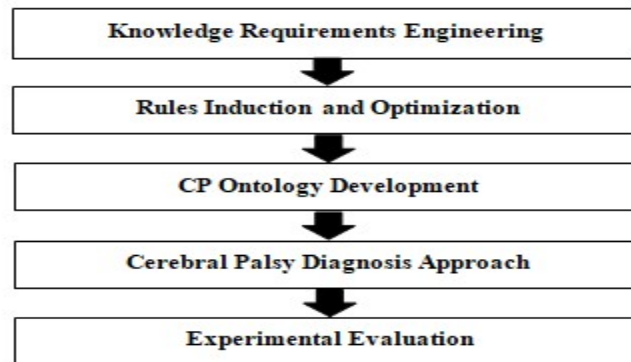 Knowledge Requirements Engineering
Rules Induction and Optimization
CP Ontology Development
Cerebral Palsy Diagnosis Approach
Experimental Evaluation